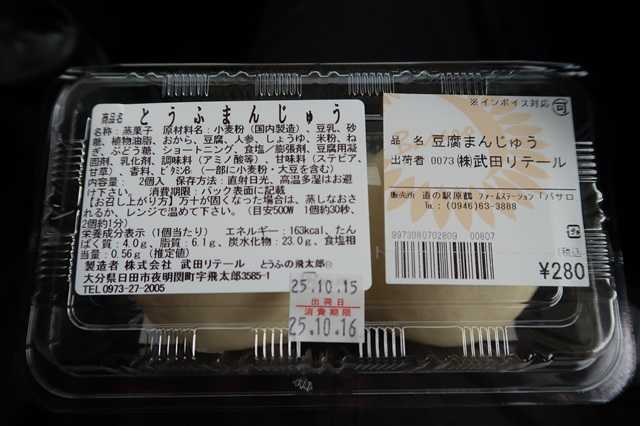 商品名 とうふまんじゅう
名称:蒸菓子 原材料名:小麦粉(国内製造)、豆乳、砂
糖、植物油脂、おから、豆腐、人参、しょうゆ、米粉、ね
ぎ、ぶどう糖、ショートニング、食塩/膨張剤、豆腐用凝
固剤、乳化剤、調味料(アミノ酸等)、甘味料(ステビア、
甘草)、香料、ビタミンB (一部に小麦・大豆を含む)
内容量: 2個入 保存方法:直射日光、高温多湿はお避
け下さい。 消費期限:パック表面に記載
【お召し上がり方】万十が固くなった場合は、蒸しなお
されるか、レンジで温めて下さい。(目安500W 1個約30秒、
2個約1分)
栄養成分表示(1個当たり) エネルギー:163kcal、たん
ぱく質:4.0g、脂質:6.1g、炭水化物:23.0g、食塩相
当量:0.56g(推定値)
製造者 株式会社 武田リテール とうふの飛太郎
大分県日田市夜明関町字飛太郎3585-1
TEL0973-27-2005
25.10.15
出荷日
消費期限
25.10.16
※インボイス対応 可
品 名 豆腐まんじゅう
出荷者 0073(株)武田リテール
販売所 道の駅原鶴 ファームステーション「バサロ
TEL:(0946)63-3888
9973080702809 00807
(税込
¥280